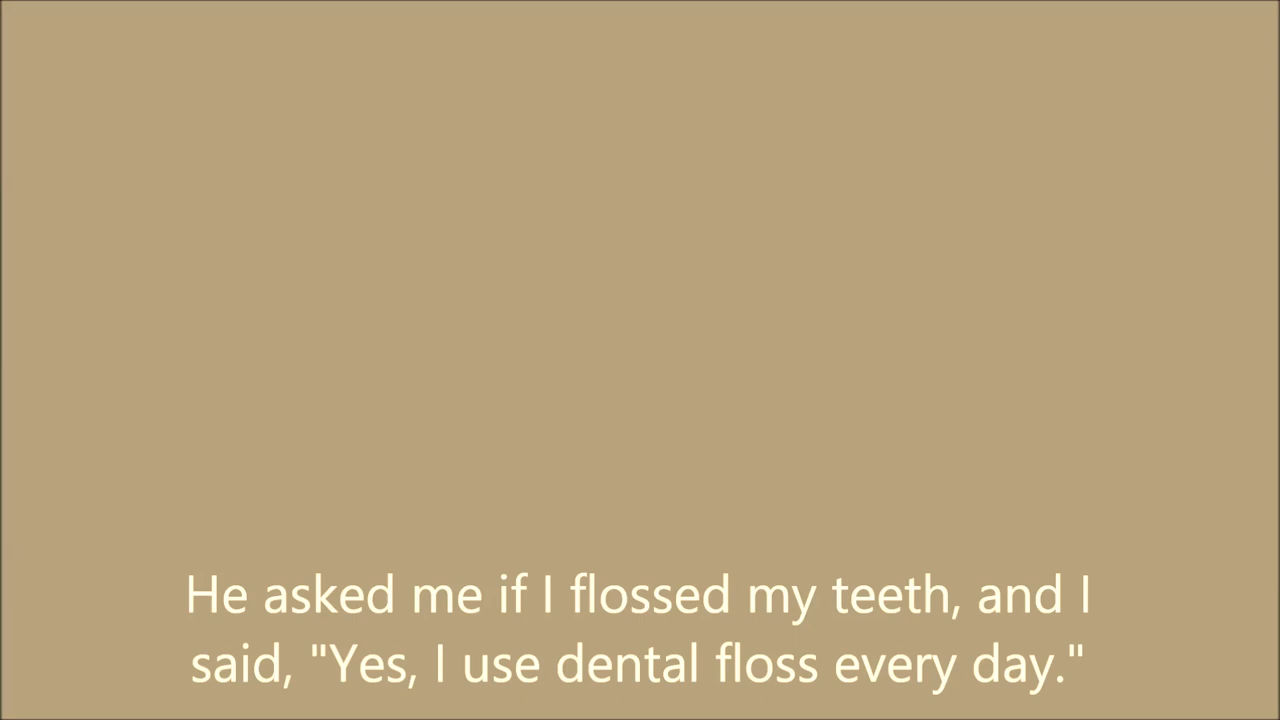 He asked me if I flossed my teeth, and I
said, "Yes, I use dental floss every day."